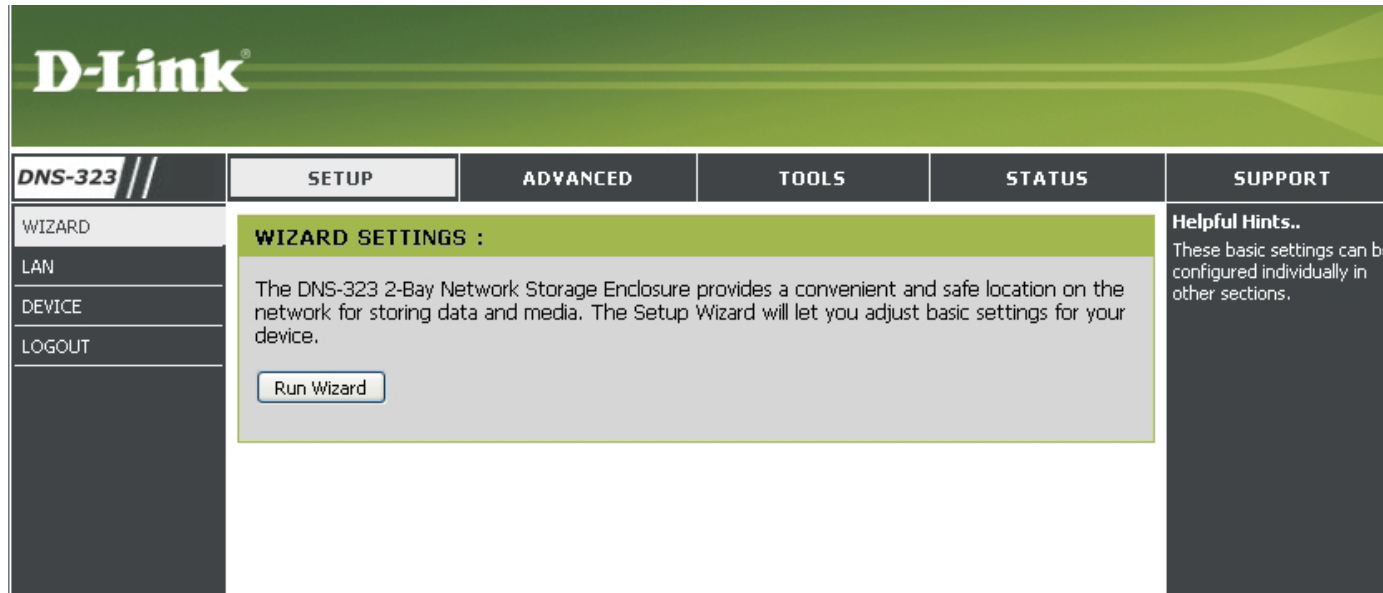 D-Link®
DNS-323
SETUP
ADVANCED
TOOLS
STATUS
SUPPORT
WIZARD
LAN
DEVICE
LOGOUT
WIZARD SETTINGS :
The DNS-323 2-Bay Network Storage Enclosure provides a convenient and safe location on the
network for storing data and media. The Setup Wizard will let you adjust basic settings for your
device.
Run Wizard
Helpful Hints..
These basic settings can b
configured individually in
other sections.